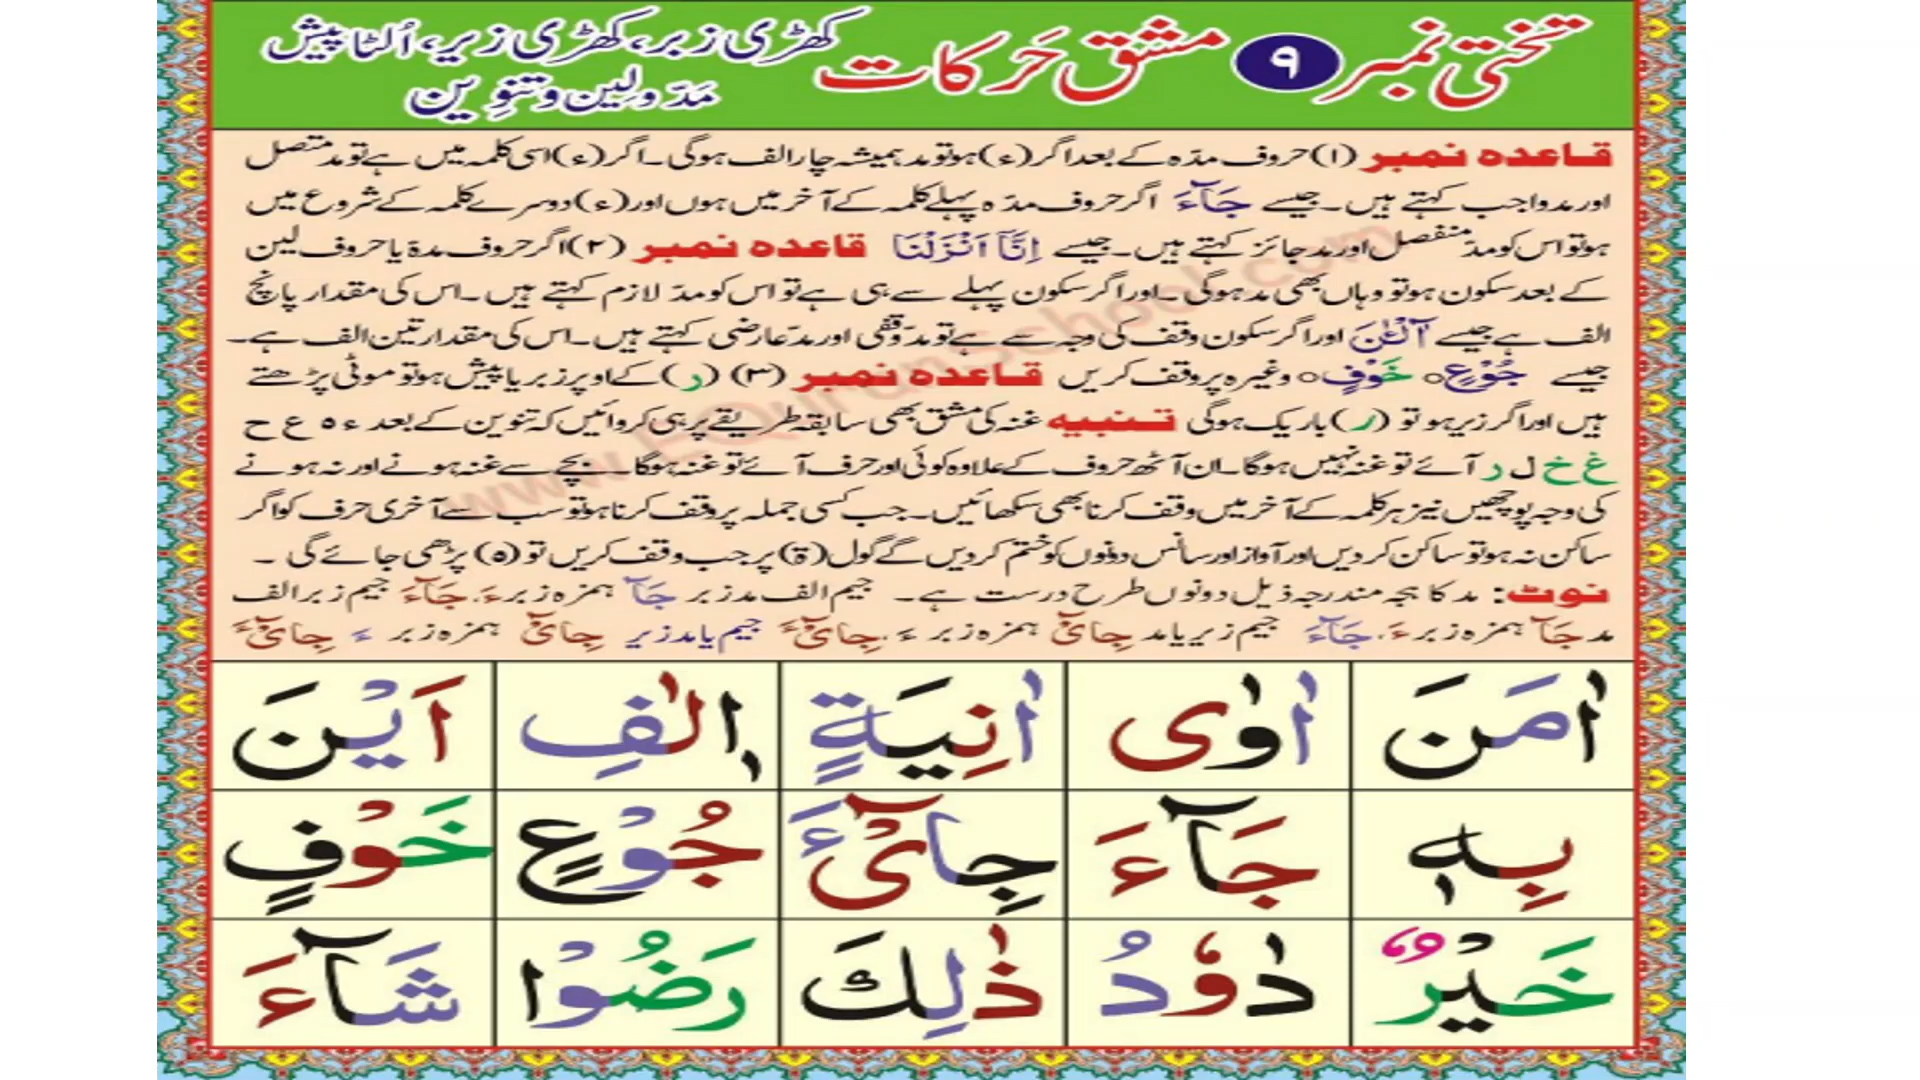 تختی نمبر ۹ مشق حَرکات کھڑی زبر، کھڑی زیر، اُلٹا پیش
مَدّ و لِین و تنوِین
قاعدہ نمبر (۱) حروف مدّہ کے بعد اگر (ء) ہو تو مد ہمیشہ چار الف ہوگی۔ اگر (ء) اسی کلمہ میں ہے تو مد متصل
اور مد واجب کہتے ہیں۔ جیسے جَآءَ اگر حروف مدّہ پہلے کلمہ کے آخر میں ہوں اور (ء) دوسرے کلمہ کے شروع میں
ہو تو اس کو مدّ منفصل اور مد جائز کہتے ہیں۔ جیسے اِنَّآ اَنْزَلْنَا قاعدہ نمبر (۲) اگر حروف مدۃ یا حروف لین
کے بعد سکون ہو تو وہاں بھی مد ہوگی۔ اور اگر سکون پہلے سے ہی ہے تو اس کو مدّ لازم کہتے ہیں۔ اس کی مقدار پانچ
الف ہے جیسے آٰلْـٰٔنَ اور اگر سکون وقف کی وجہ سے ہے تو مدّ وقفی اور مدّ عارضی کہتے ہیں۔ اس کی مقدار تین الف ہے۔
جیسے جُوْعٍ○ خَوْفٍ○ وغیرہ پر وقف کریں قاعدہ نمبر (۳) (ر) کے اوپر زبر یا پیش ہو تو موٹی پڑھتے
ہیں اور اگر زیر ہو تو (ر) باریک ہوگی تنبیہ غنہ کی مشق بھی سابقہ طریقے پر ہی کروائیں کہ تنوین کے بعد ء ہ ع ح
غ خ ل ر آئے تو غنہ نہیں ہوگا۔ ان آٹھ حروف کے علاوہ کوئی اور حرف آئے تو غنہ ہوگا۔ بچے سے غنہ ہونے اور نہ ہونے
کی وجہ پوچھیں نیز ہر کلمہ کے آخر میں وقف کرنا بھی سکھائیں۔ جب کسی جملہ پر وقف کرنا ہو تو سب سے آخری حرف کو اگر
ساکن نہ ہو تو ساکن کر دیں اور آواز اور سانس دونوں کو ختم کر دیں گے گول (ۃ) پر جب وقف کریں تو (ہ) پڑھی جائے گی ۔
نوٹ: مد کا ہجہ مندرجہ ذیل دونوں طرح درست ہے۔ جیم الف مد زبر جَآ ہمزہ زبر ءَ، جَآءَ جیم زبر الف
مد جَآ ہمزہ زبر ءَ، جَآءَ جیم زیر یا مد جِایْٓ ہمزہ زبر ءَ، جِایْٓءَ جیم یا مد زیر جِایْٓ ہمزہ زبر ءَ جِایْٓءَ
اٰمَنَ اٰوٰی اٰنِیَةٍ اٖلٰفِ اَیْنَ
بِهٖ جَآءَ جِایْٓءَ جُوْعٍ خَوْفٍ
خَیْرٌ دٰوٗدُ ذٰلِكَ رَضُوْا شَآءَ
www.EQuranSchool.com